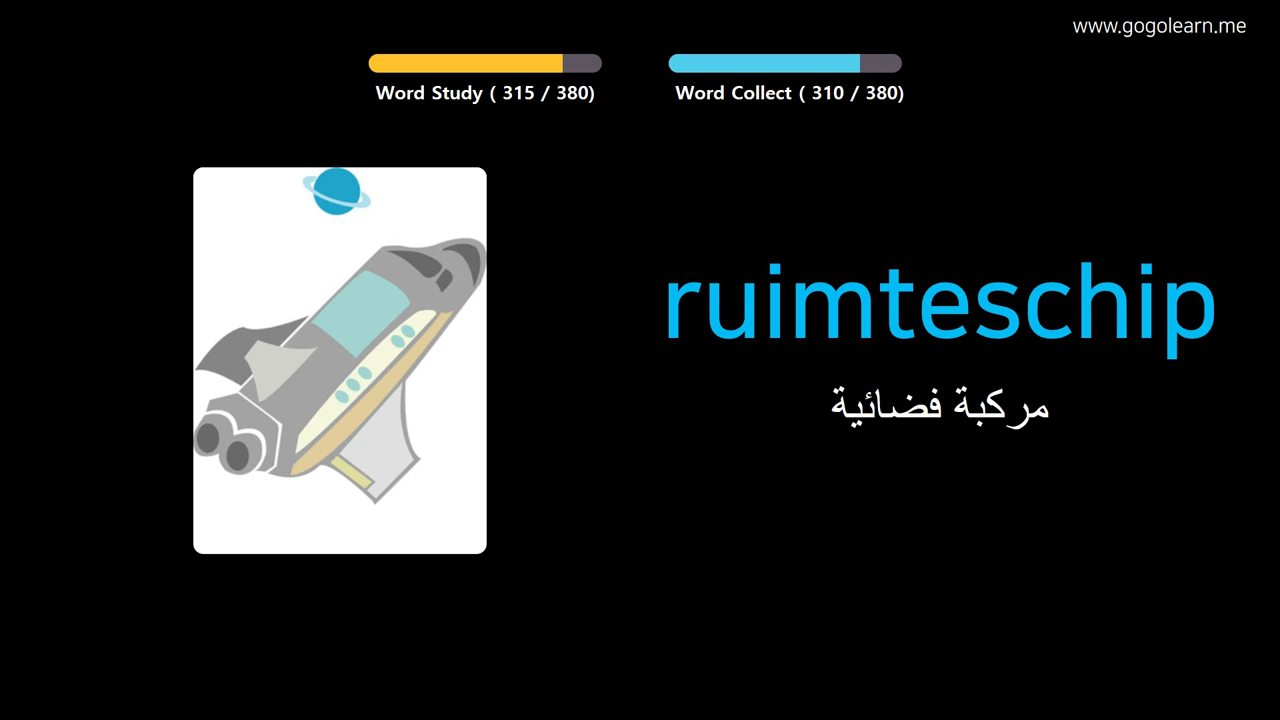 www.gogolearn.me
Word Study ( 315 / 380)
Word Collect ( 310 / 380)
ruimteschip
مركبة فضائية